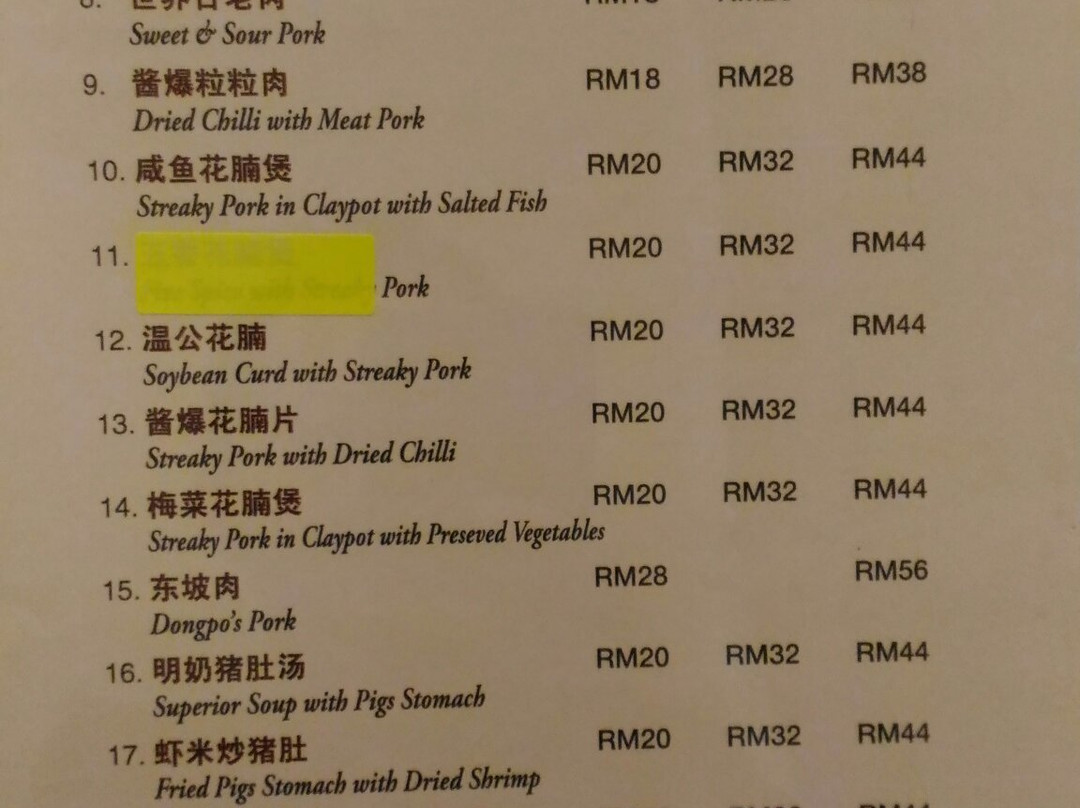 Sweet & Sour Pork
9. 酱爆粒粒肉 RM18 RM28 RM38
Dried Chilli with Meat Pork
10. 咸鱼花腩煲 RM20 RM32 RM44
Streaky Pork in Claypot with Salted Fish
11. RM20 RM32 RM44
Pork
12. 温公花腩 RM20 RM32 RM44
Soybean Curd with Streaky Pork
13. 酱爆花腩片 RM20 RM32 RM44
Streaky Pork with Dried Chilli
14. 梅菜花腩煲 RM20 RM32 RM44
Streaky Pork in Claypot with Preseved Vegetables
15. 东坡肉 RM28 RM56
Dongpo's Pork
16. 明奶猪肚汤 RM20 RM32 RM44
Superior Soup with Pigs Stomach
17. 虾米炒猪肚 RM20 RM32 RM44
Fried Pigs Stomach with Dried Shrimp